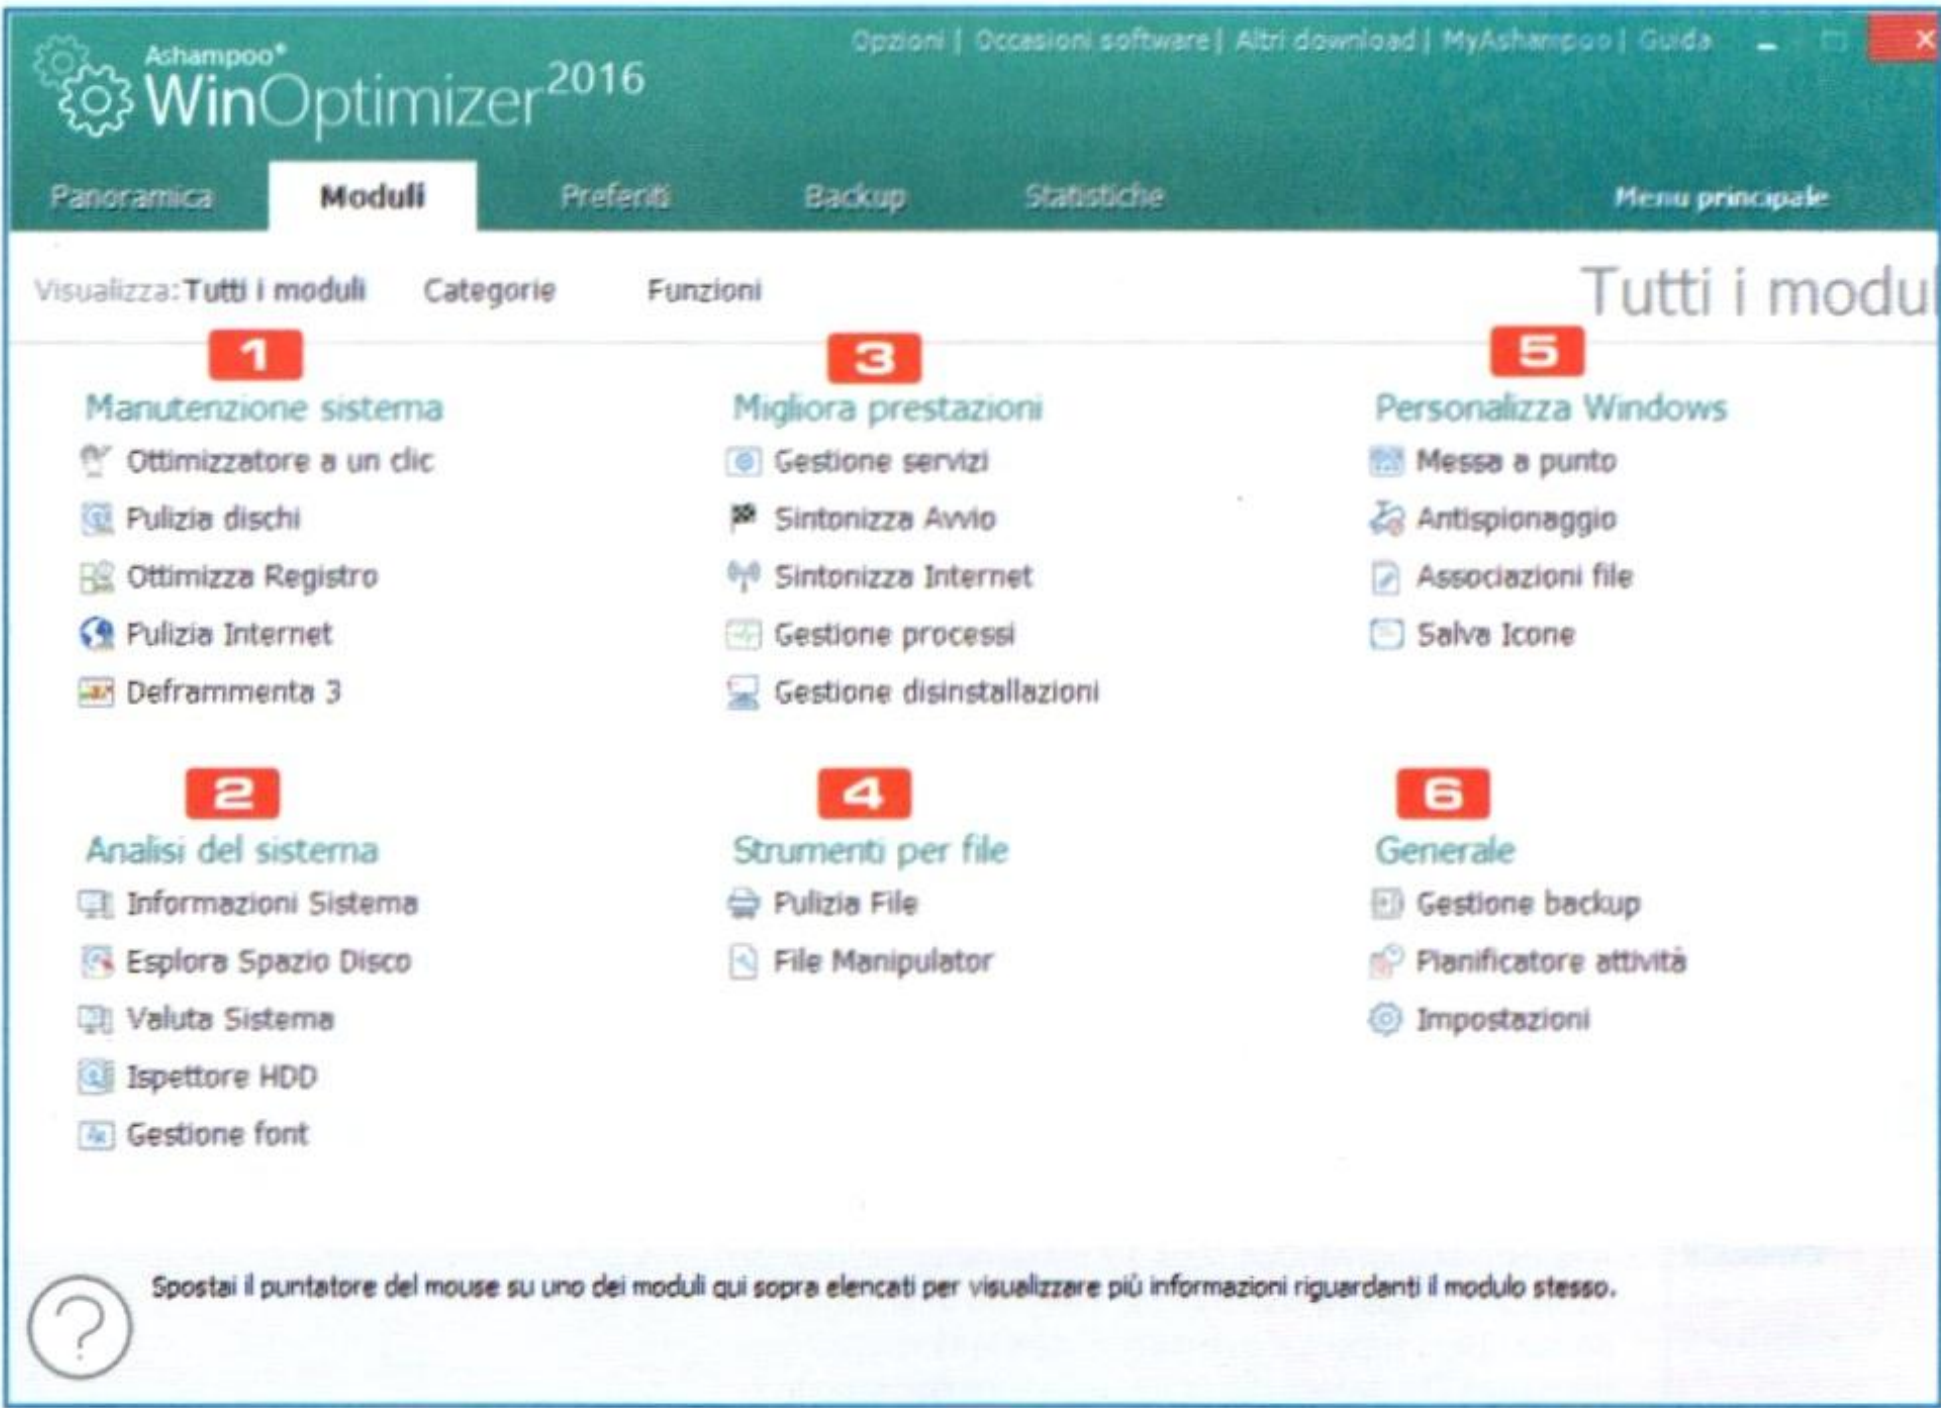 Opzioni | Occasioni software | Altri download | MyAshampoo | Guida
Ashampoo®
WinOptimizer 2016
Panoramica Moduli Preferiti Backup Statistiche Menu principale
Visualizza: Tutti i moduli Categorie Funzioni Tutti i modul
1
Manutenzione sistema
Ottimizzatore a un clic
Pulizia dischi
Ottimizza Registro
Pulizia Internet
Deframmenta 3
2
Analisi del sistema
Informazioni Sistema
Esplora Spazio Disco
Valuta Sistema
Ispettore HDD
Gestione font
3
Migliora prestazioni
Gestione servizi
Sintonizza Avvio
Sintonizza Internet
Gestione processi
Gestione disinstallazioni
4
Strumenti per file
Pulizia File
File Manipulator
5
Personalizza Windows
Messa a punto
Antispionaggio
Associazioni file
Salva Icone
6
Generale
Gestione backup
Pianificatore attività
Impostazioni
? Spostai il puntatore del mouse su uno dei moduli qui sopra elencati per visualizzare più informazioni riguardanti il modulo stesso.